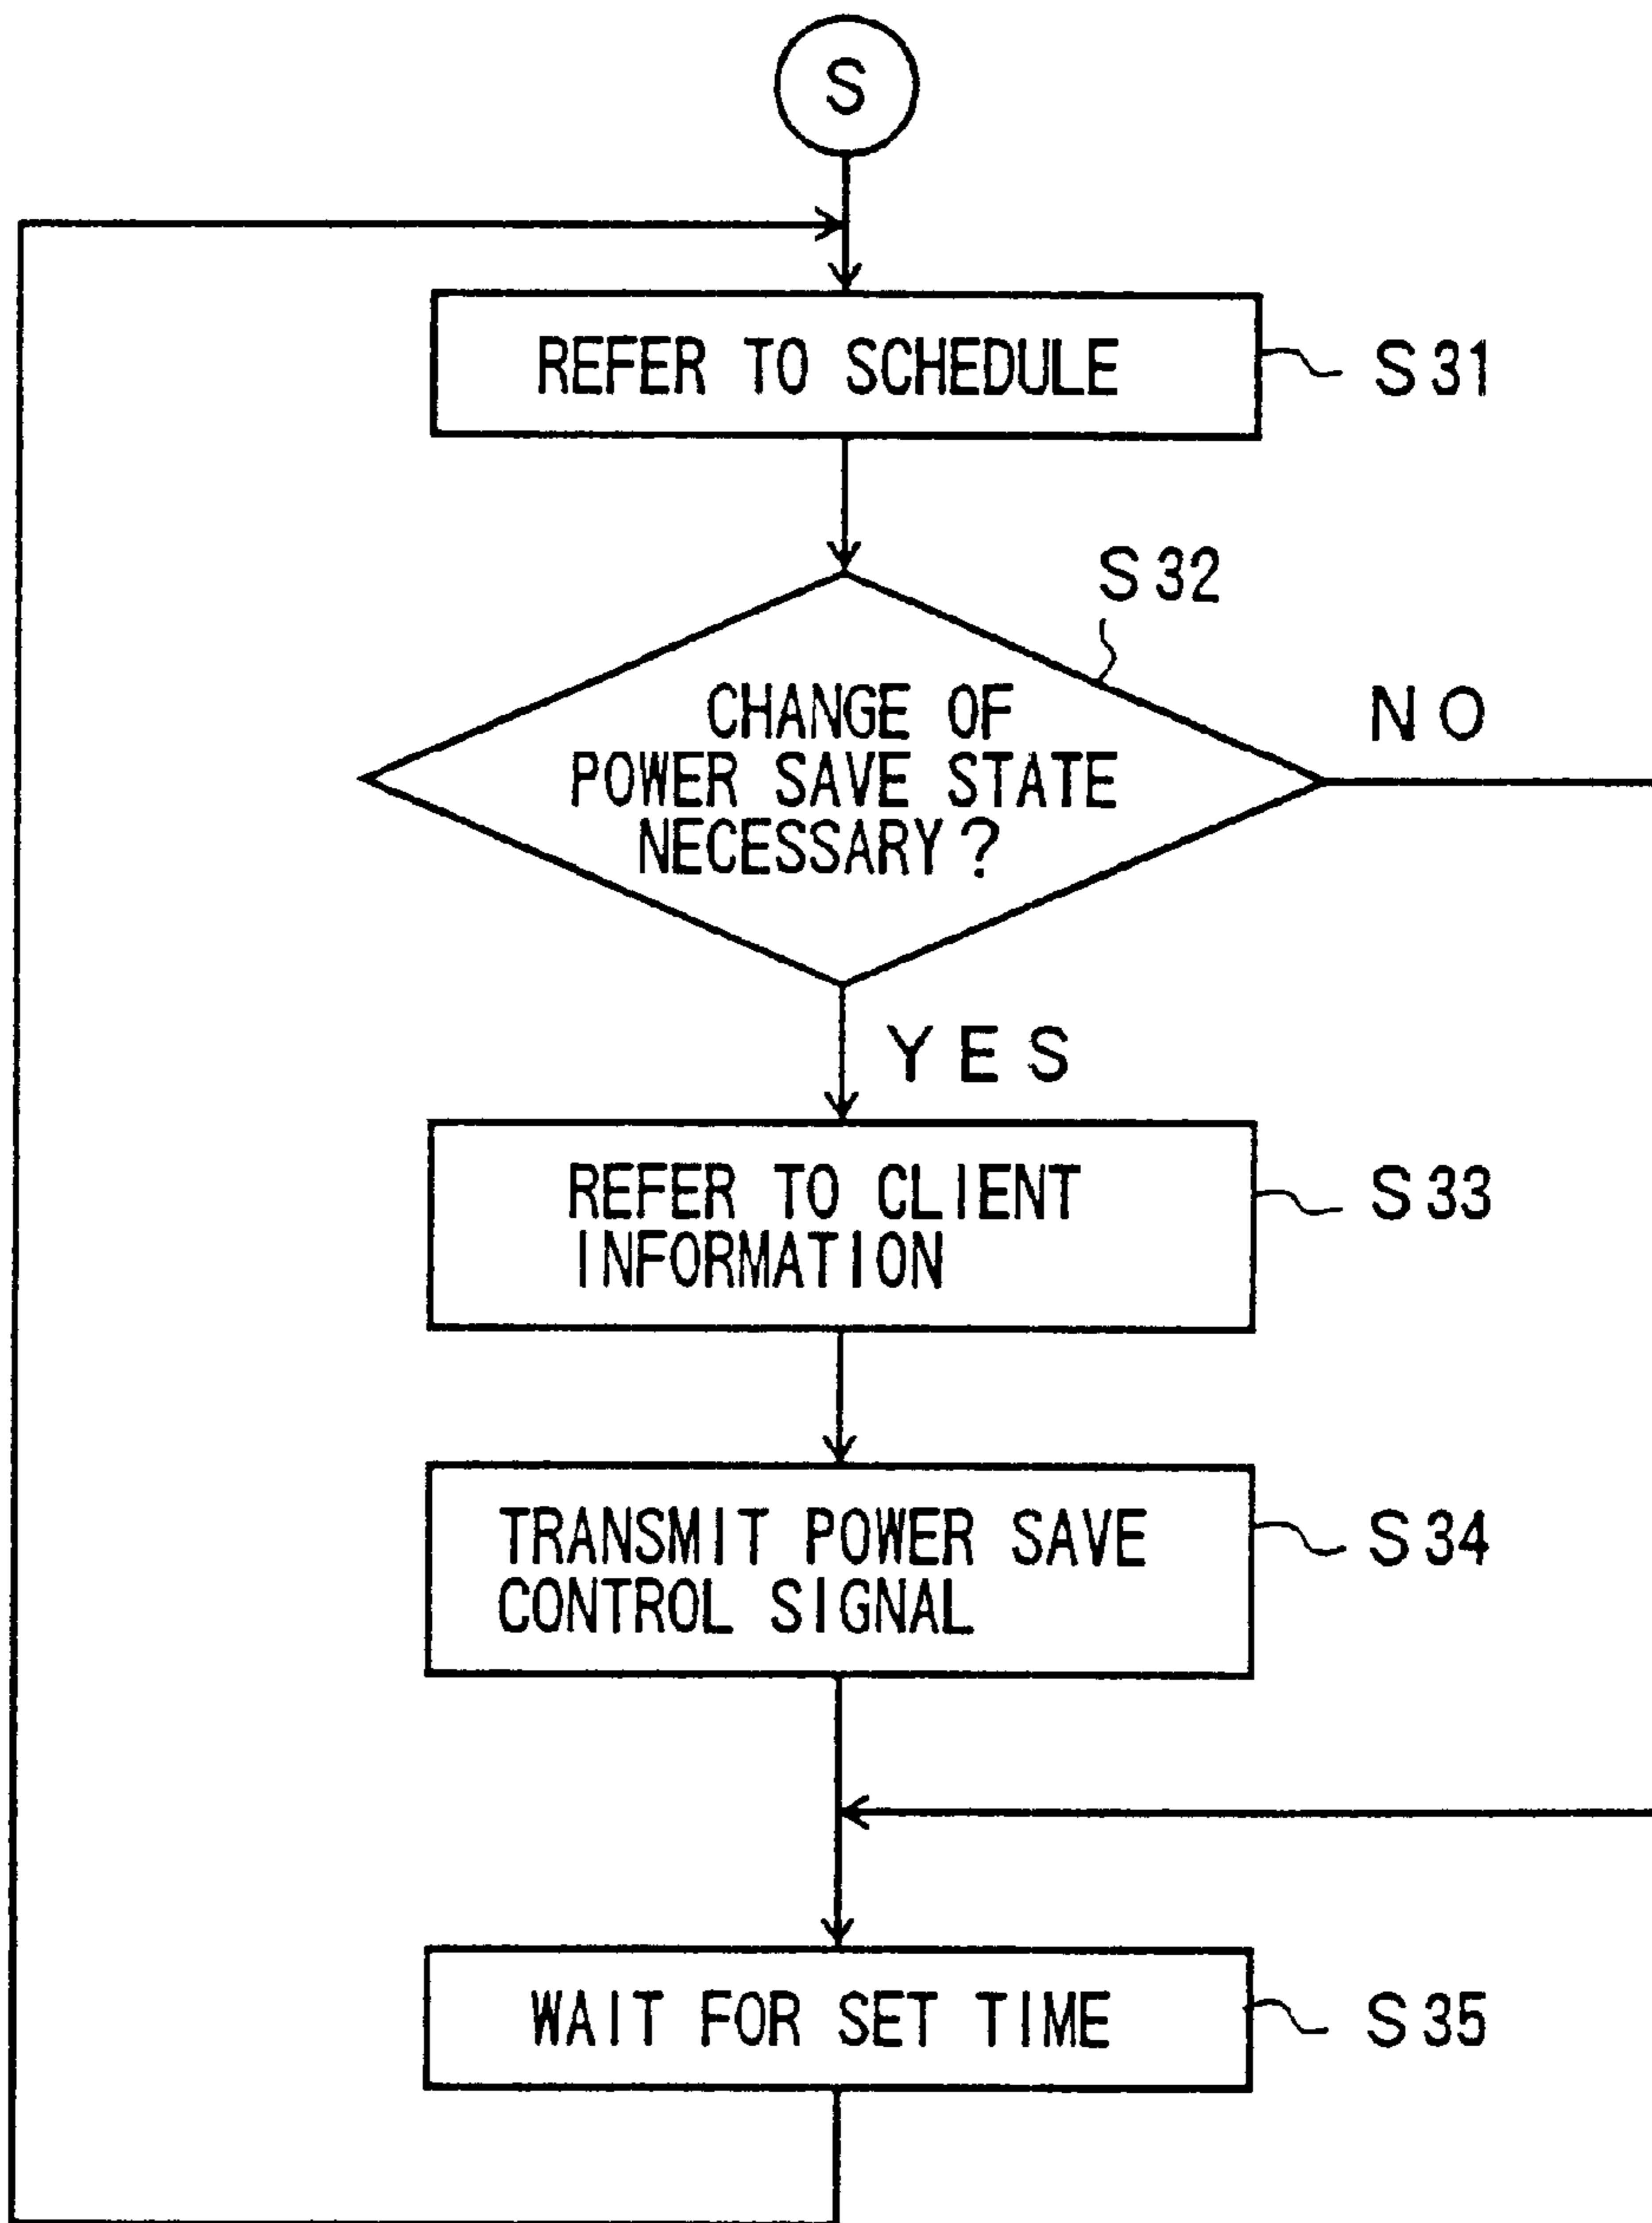 S
REFER TO SCHEDULE
S31
S32
CHANGE OF
POWER SAVE STATE
NECESSARY?
NO
YES
REFER TO CLIENT
INFORMATION
S33
TRANSMIT POWER SAVE
CONTROL SIGNAL
S34
WAIT FOR SET TIME
S35